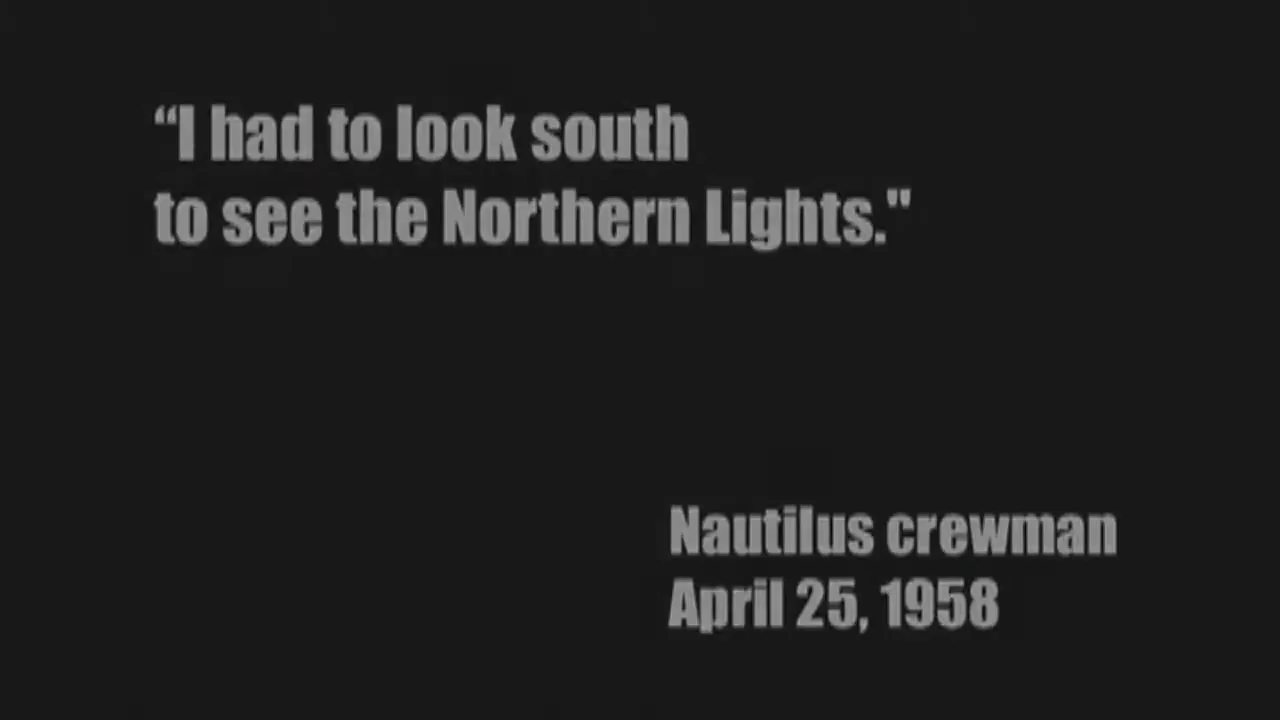 “I had to look south
to see the Northern Lights."
Nautilus crewman
April 25, 1958